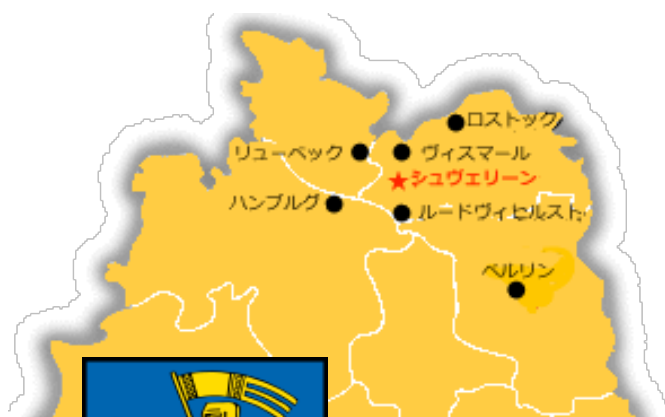 ロストック
リューベック
ヴィスマール
シュヴェリーン
ハンブルグ
ルードヴィヒルスト
ベルリン